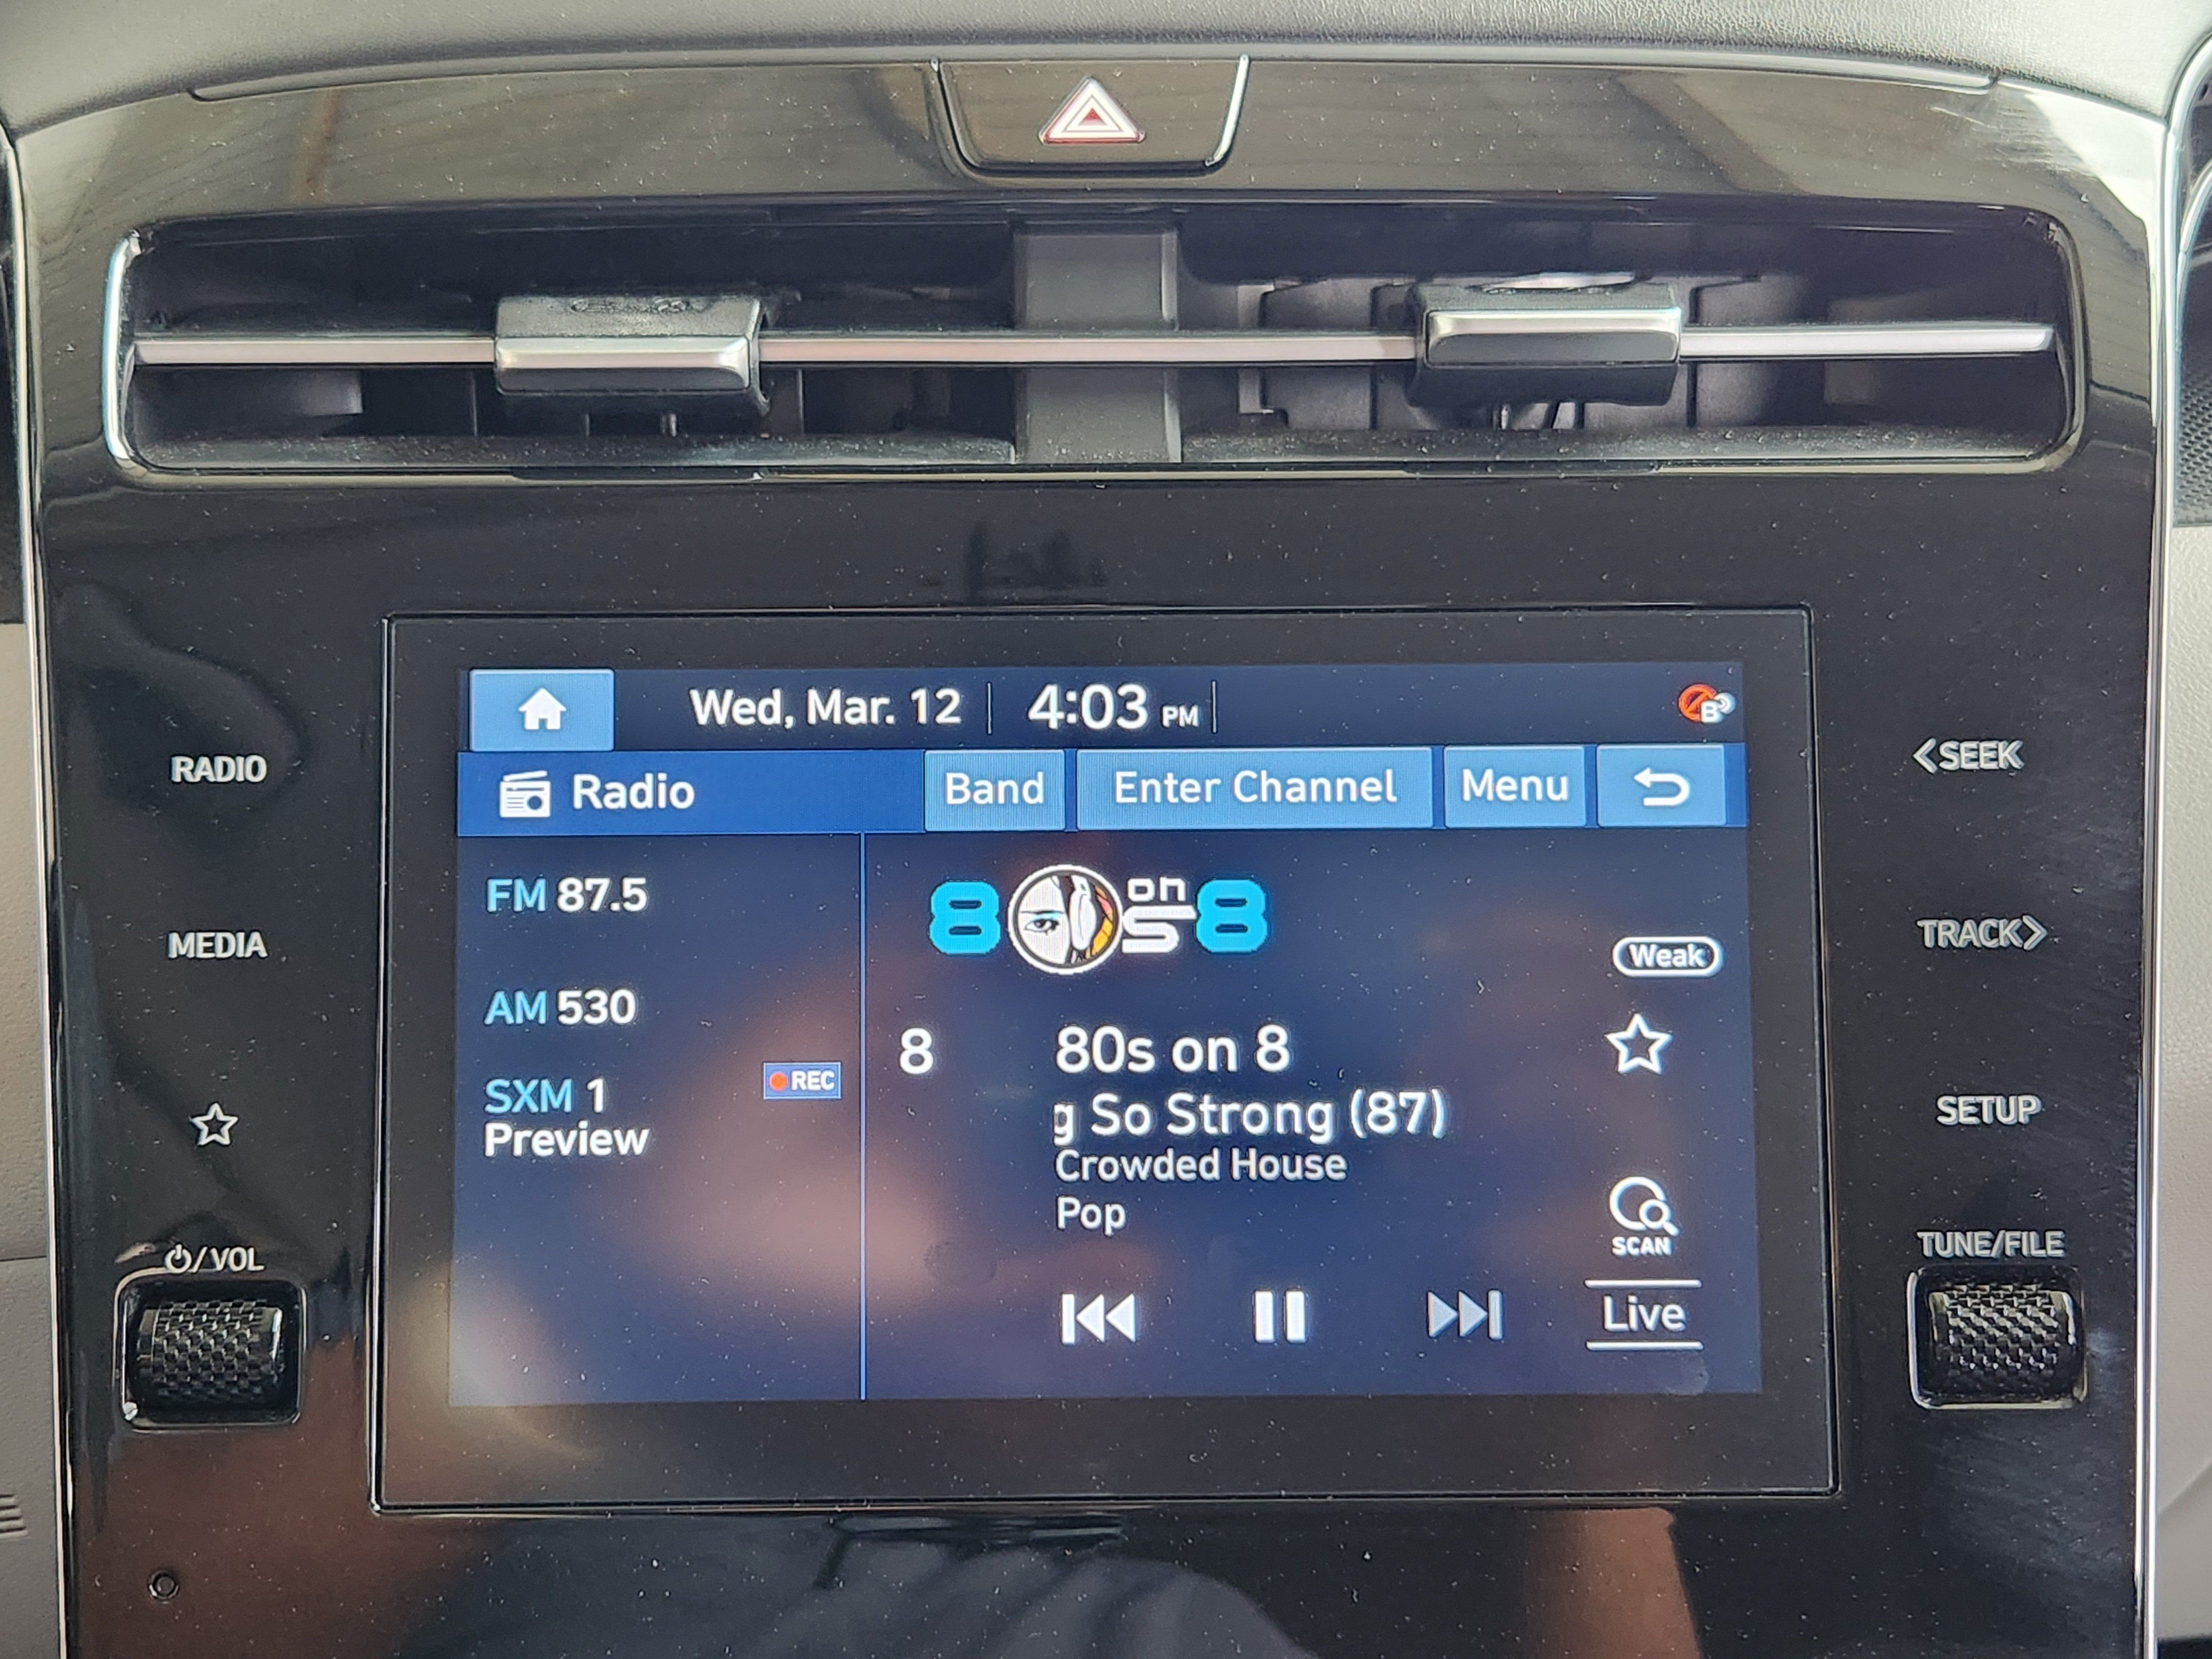 Wed, Mar. 12 4:03 PM
B
RADIO
Radio Band Enter Channel Menu
<SEEK
FM 87.5
80s on 8
MEDIA
Weak
TRACK>
AM 530
8 80s on 8
REC
SXM 1
Preview
g So Strong (87)
Crowded House
Pop
SETUP
SCAN
/VOL
TUNE/FILE
Live